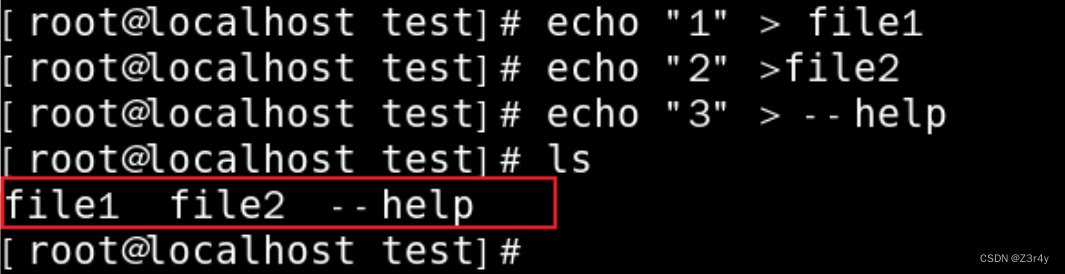 [root@localhost test]# echo "1" > file1
[root@localhost test]# echo "2" >file2
[root@localhost test]# echo "3" > --help
[root@localhost test]# ls
file1  file2  --help
[root@localhost test]#
CSDN @Z3r4y